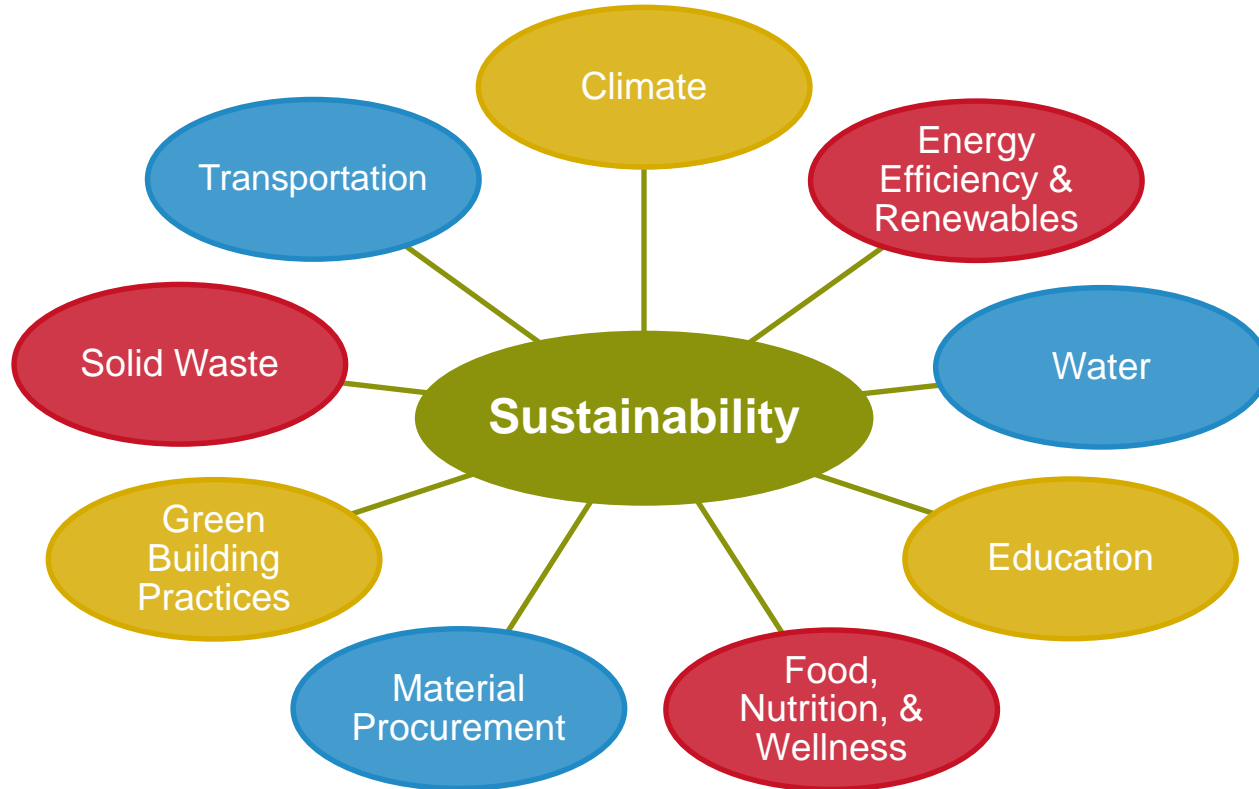 Climate
Energy
Efficiency &
Renewables
Transportation
Water
Solid Waste
Sustainability
Education
Green
Building
Practices
Material
Procurement
Food,
Nutrition, &
Wellness